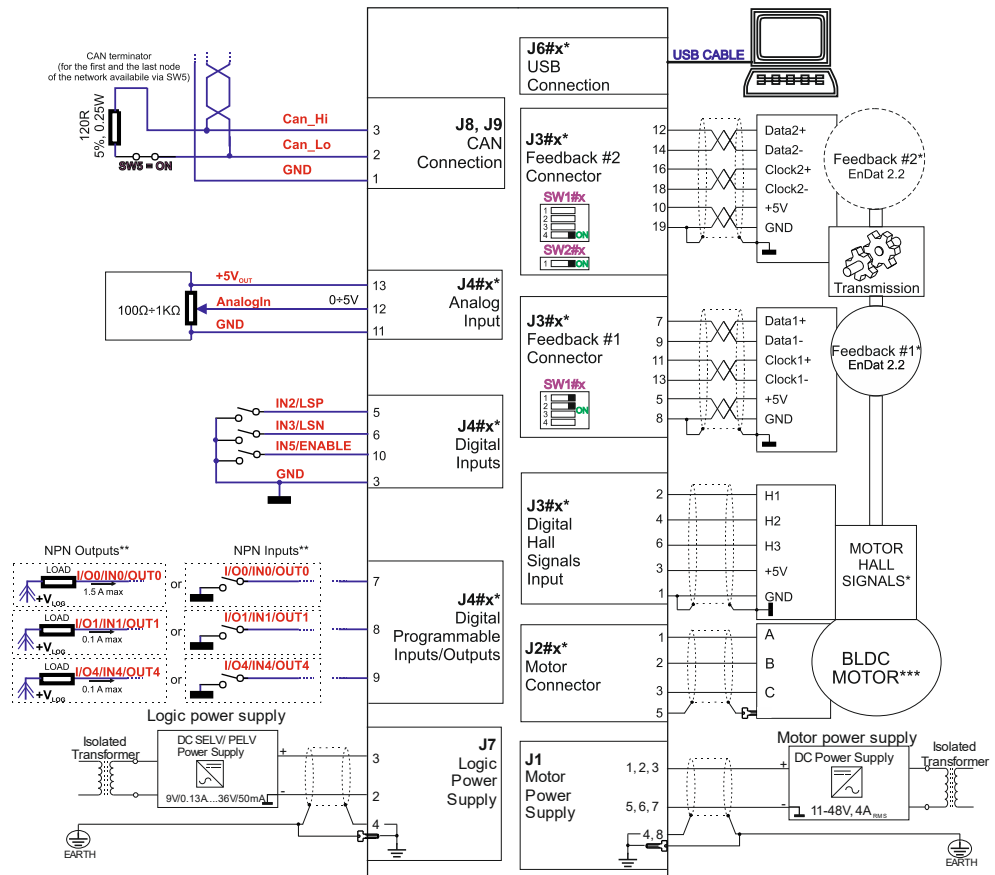 CAN terminator
(for the first and the last node
of the network availabile via SW5)
120R
5%, 0.25W
SW5 = ON
Can_Hi
Can_Lo
GND
3
2
1
J8, J9
CAN
Connection
J6#x*
USB
Connection
USB CABLE
J3#x*
Feedback #2
Connector
SW1#x
1
2
3
4
ON
SW2#x
1
ON
12
14
16
18
10
19
Data2+
Data2-
Clock2+
Clock2-
+5V
GND
Feedback #2*
EnDat 2.2
Transmission
100Ω÷1KΩ
+5VOUT
AnalogIn
0÷5V
GND
13
12
11
J4#x*
Analog
Input
J3#x*
Feedback #1
Connector
SW1#x
1
2
3
4
ON
7
9
11
13
5
8
Data1+
Data1-
Clock1+
Clock1-
+5V
GND
Feedback #1*
EnDat 2.2
IN2/LSP
IN3/LSN
IN5/ENABLE
GND
5
6
10
3
J4#x*
Digital
Inputs
J3#x*
Digital
Hall
Signals
Input
2
4
6
3
1
H1
H2
H3
+5V
GND
MOTOR
HALL
SIGNALS*
NPN Outputs**
NPN Inputs**
LOAD
I/O0/IN0/OUT0
1.5 A max
+VLOG
or
I/O0/IN0/OUT0
7
LOAD
I/O1/IN1/OUT1
0.1 A max
+VLOG
or
I/O1/IN1/OUT1
8
LOAD
I/O4/IN4/OUT4
0.1 A max
+VLOG
or
I/O4/IN4/OUT4
9
J4#x*
Digital
Programmable
Inputs/Outputs
J2#x*
Motor
Connector
1
2
3
5
A
B
C
BLDC
MOTOR***
Logic power supply
Isolated
Transformer
DC SELV/ PELV
Power Supply
9V/0.13A....36V/50mA
+
-
3
2
4
EARTH
J7
Logic
Power
Supply
J1
Motor
Power
Supply
1, 2, 3
5, 6, 7
4, 8
Motor power supply
DC Power Supply
+
-
11-48V, 4ARMS
Isolated
Transformer
EARTH